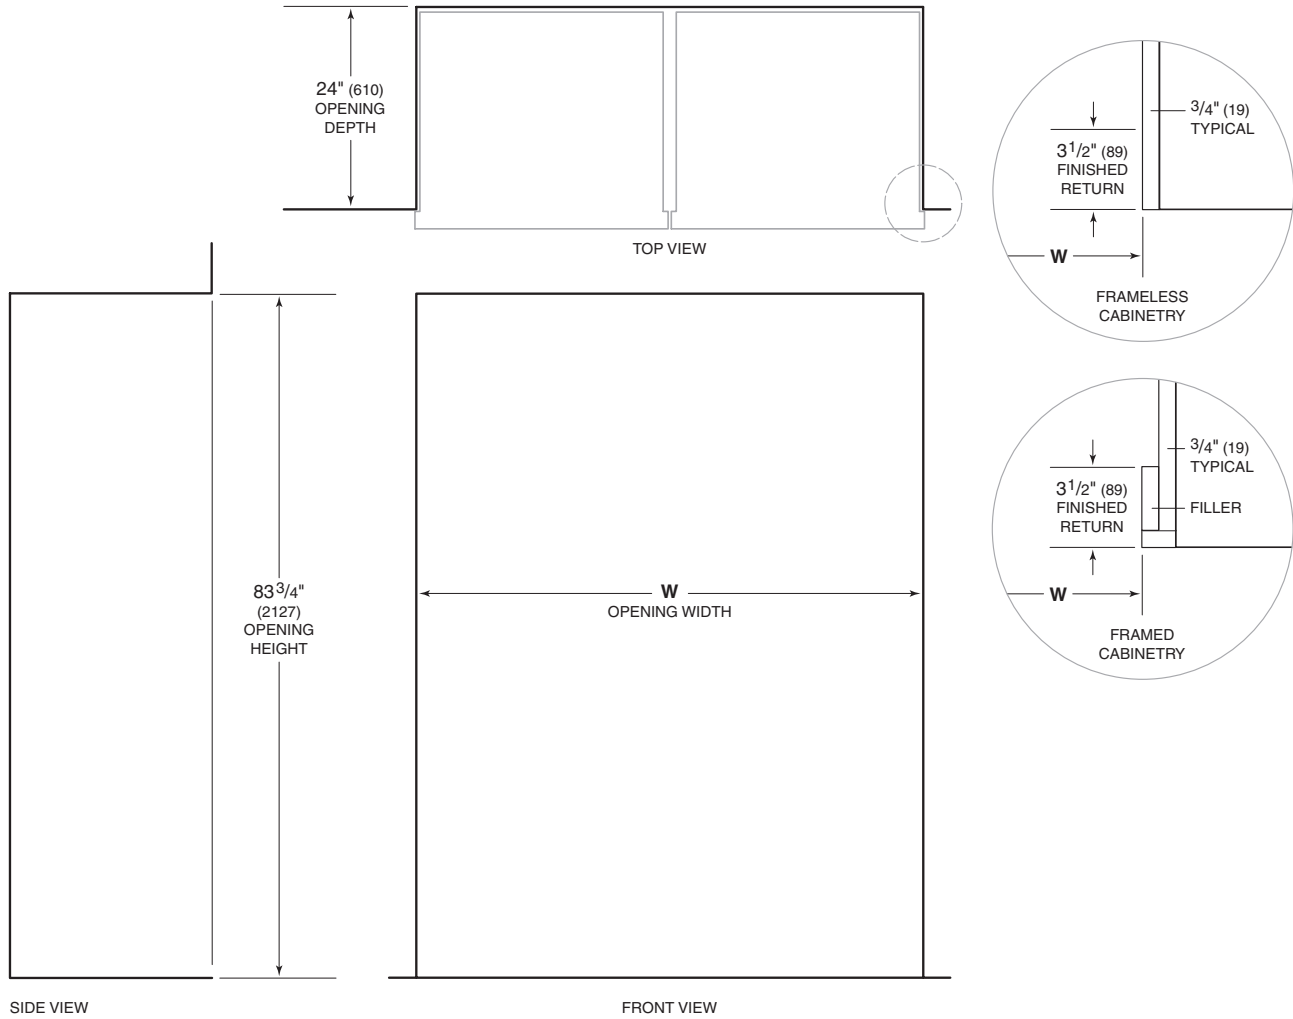 24" (610)
OPENING
DEPTH
TOP VIEW
3/4" (19)
TYPICAL
3 1/2" (89)
FINISHED
RETURN
W
FRAMELESS
CABINETRY
3/4" (19)
TYPICAL
3 1/2" (89)
FINISHED
RETURN
FILLER
W
FRAMED
CABINETRY
83 3/4"
(2127)
OPENING
HEIGHT
W
OPENING WIDTH
SIDE VIEW
FRONT VIEW